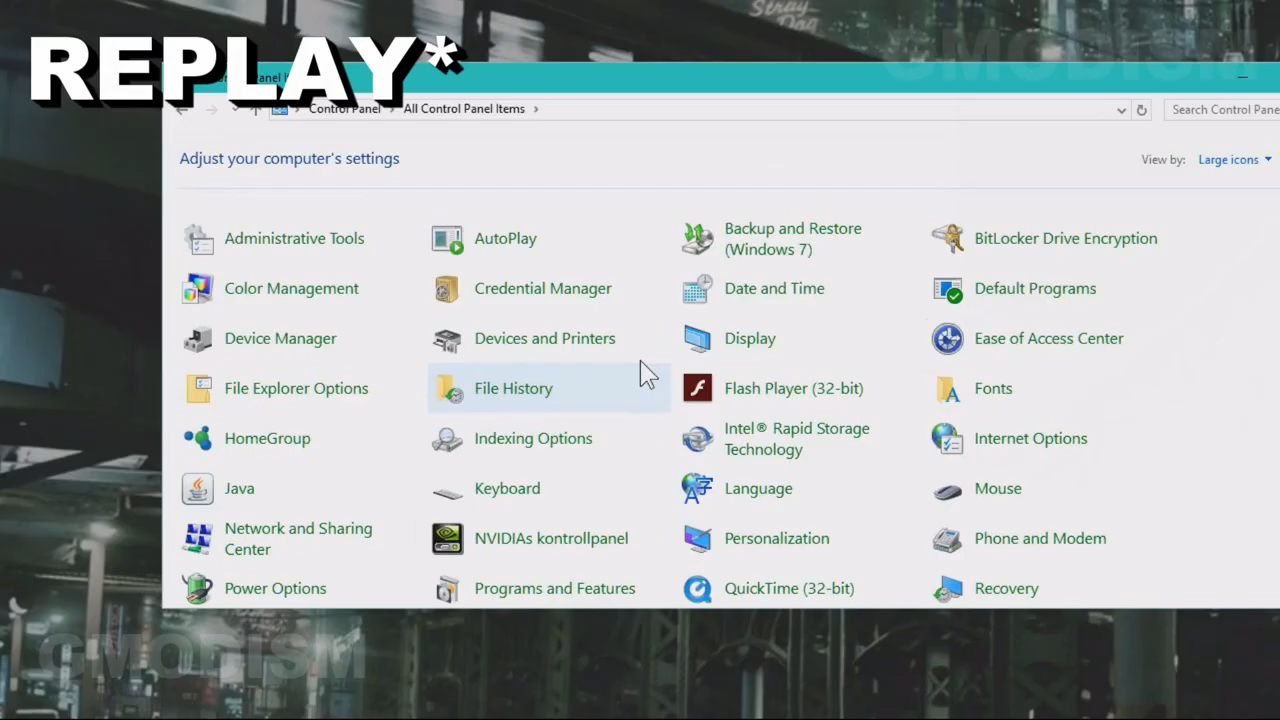 Stray
Dog
GMODISM
REPLAY*
Control Panel
All Control Panel Items
Search Control Pane
Adjust your computer's settings
View by: Large icons
Administrative Tools
AutoPlay
Backup and Restore
(Windows 7)
BitLocker Drive Encryption
Color Management
Credential Manager
Date and Time
Default Programs
Device Manager
Devices and Printers
Display
Ease of Access Center
File Explorer Options
File History
Flash Player (32-bit)
Fonts
HomeGroup
Indexing Options
Intel® Rapid Storage
Technology
Internet Options
Java
Keyboard
Language
Mouse
Network and Sharing
Center
NVIDIAs kontrollpanel
Personalization
Phone and Modem
Power Options
Programs and Features
QuickTime (32-bit)
Recovery
GMODISM